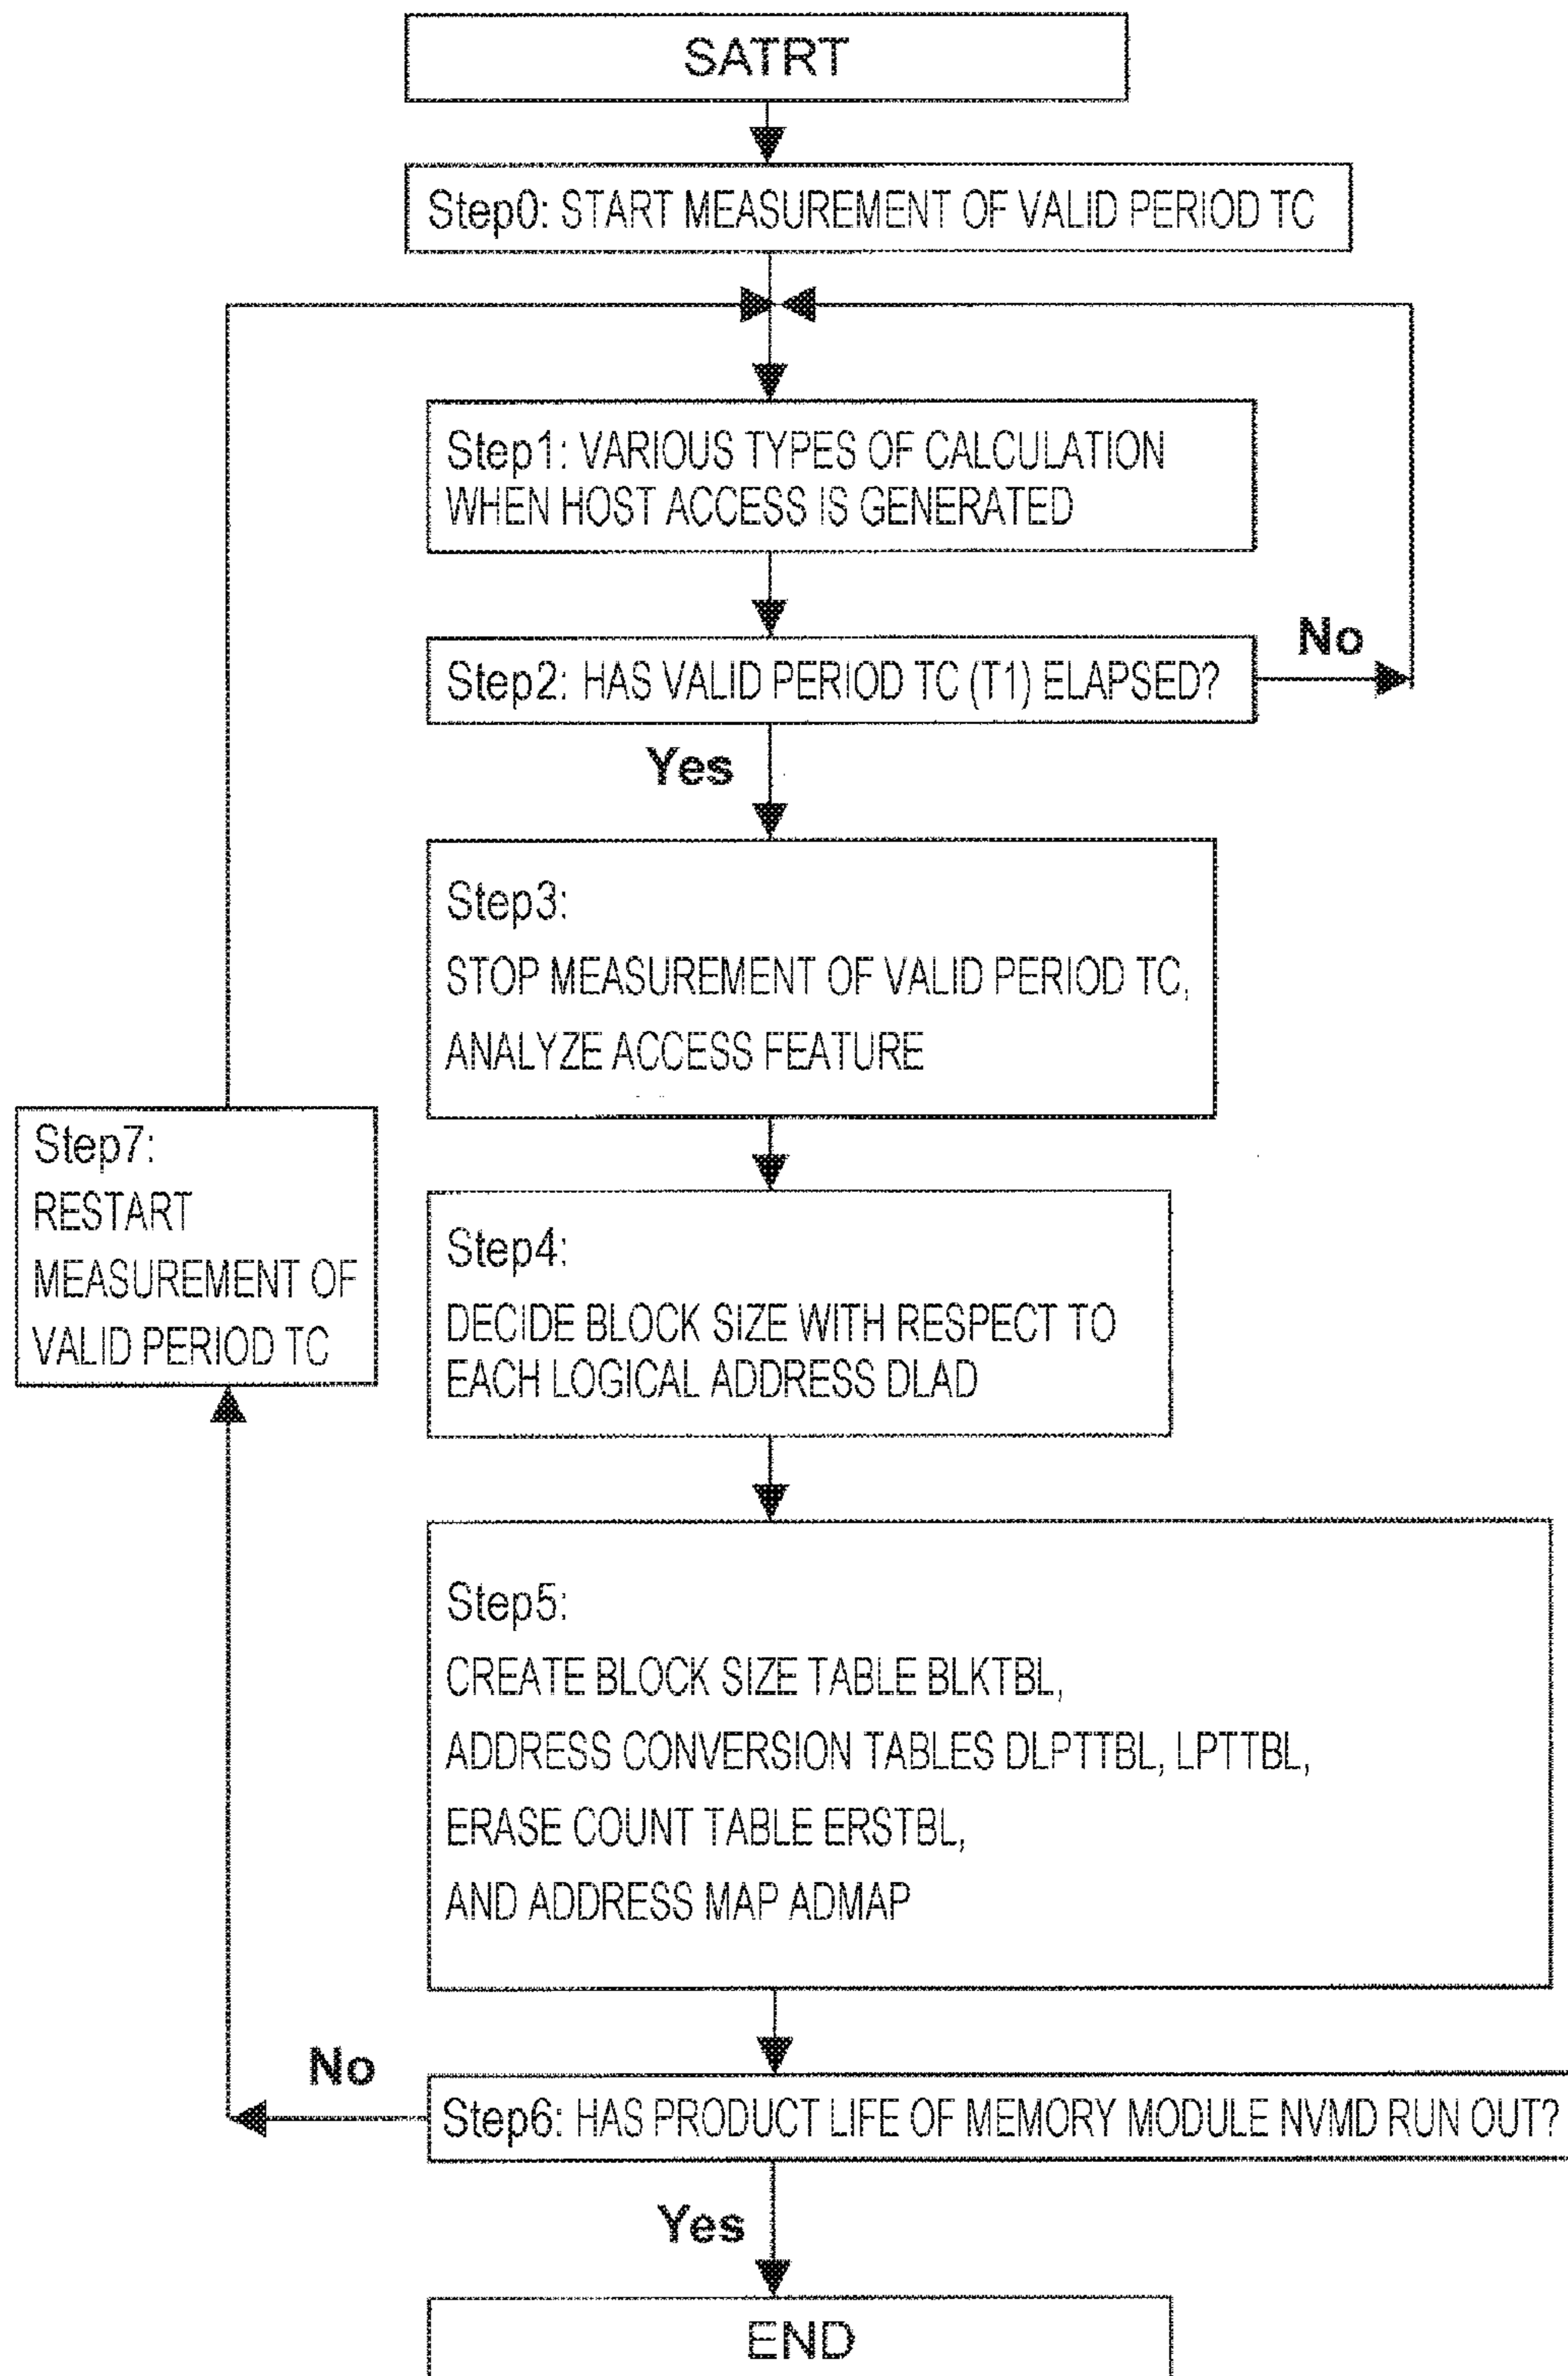 SATRT
Step0: START MEASUREMENT OF VALID PERIOD TC
Step1: VARIOUS TYPES OF CALCULATION
WHEN HOST ACCESS IS GENERATED
No
Step2: HAS VALID PERIOD TC (T1) ELAPSED?
Yes
Step3:
STOP MEASUREMENT OF VALID PERIOD TC,
ANALYZE ACCESS FEATURE
Step7:
RESTART
MEASUREMENT OF
VALID PERIOD TC
Step4:
DECIDE BLOCK SIZE WITH RESPECT TO
EACH LOGICAL ADDRESS DLAD
Step5:
CREATE BLOCK SIZE TABLE BLKTBL,
ADDRESS CONVERSION TABLES DLPTTBL, LPTTBL,
ERASE COUNT TABLE ERSTBL,
AND ADDRESS MAP ADMAP
No
Step6: HAS PRODUCT LIFE OF MEMORY MODULE NVMD RUN OUT?
Yes
END